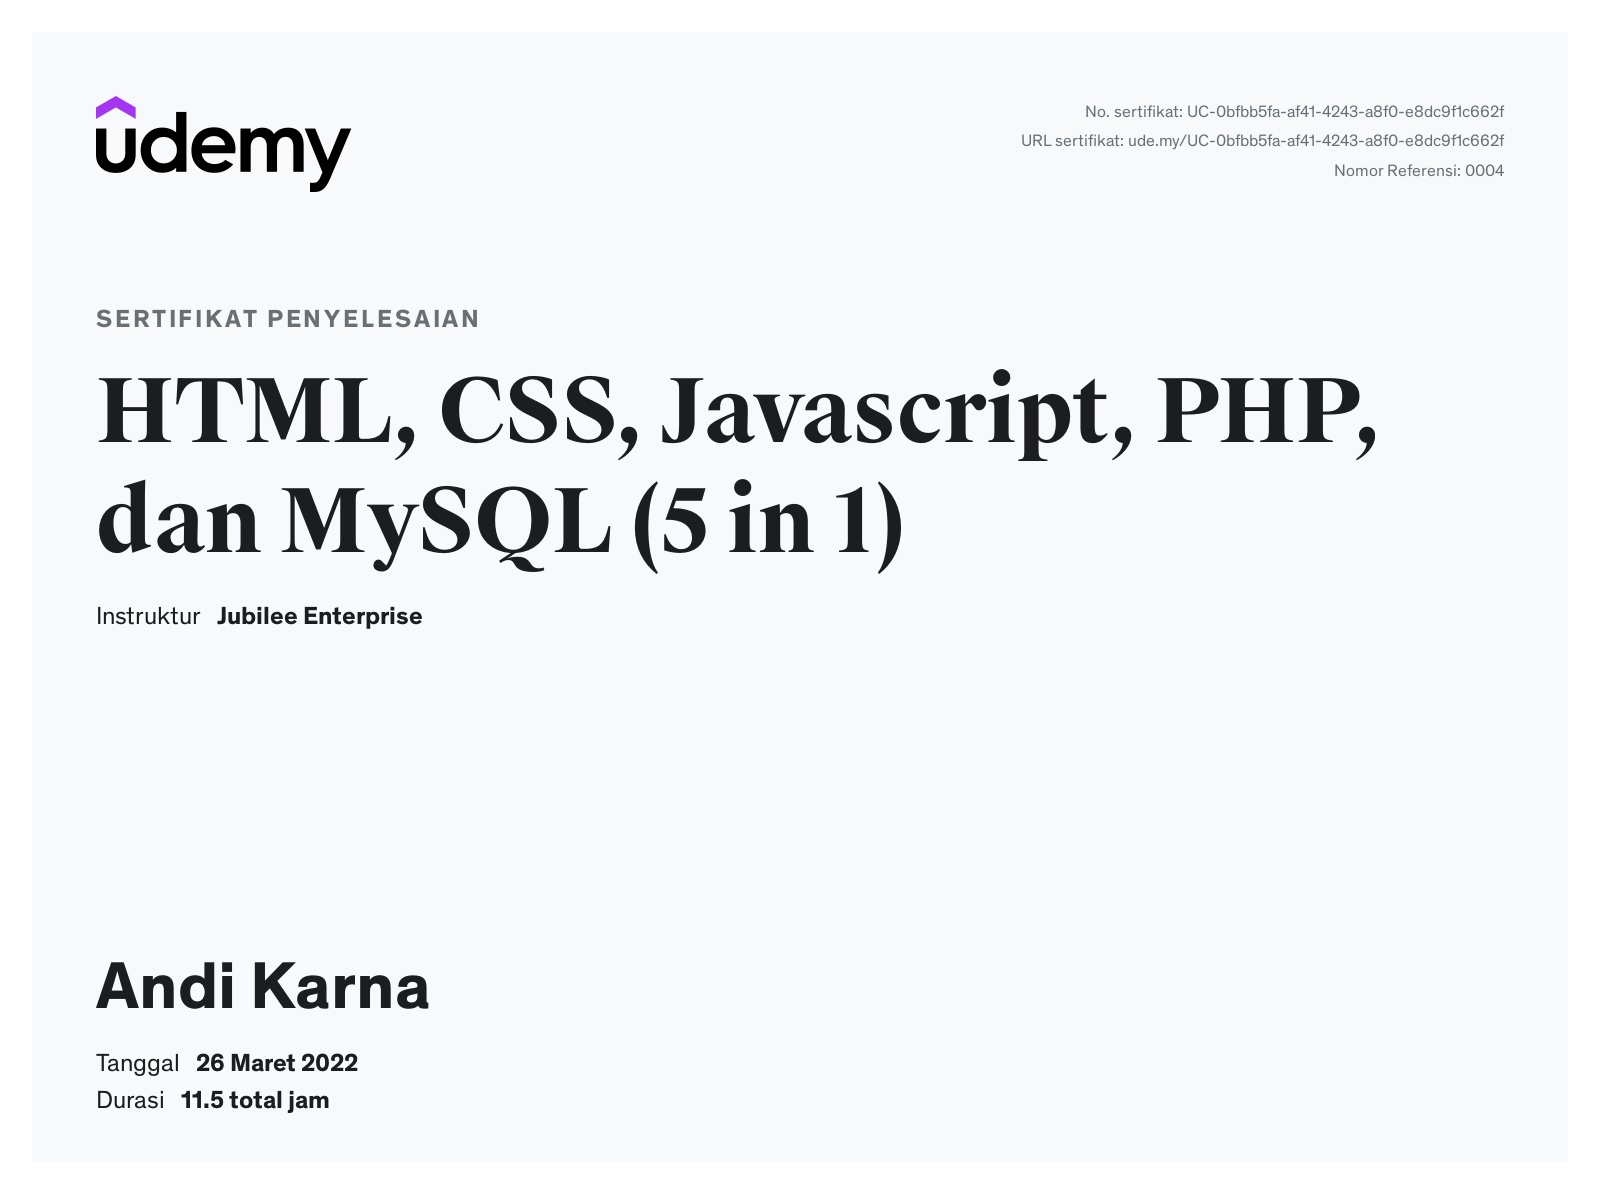 udemy
No. sertifikat: UC-0bfbb5fa-af41-4243-a8f0-e8dc9f1c662f
URL sertifikat: ude.my/UC-0bfbb5fa-af41-4243-a8f0-e8dc9f1c662f
Nomor Referensi: 0004
SERTIFIKAT PENYELESAIAN
HTML, CSS, Javascript, PHP,
dan MySQL (5 in 1)
Instruktur Jubilee Enterprise
Andi Karna
Tanggal 26 Maret 2022
Durasi 11.5 total jam